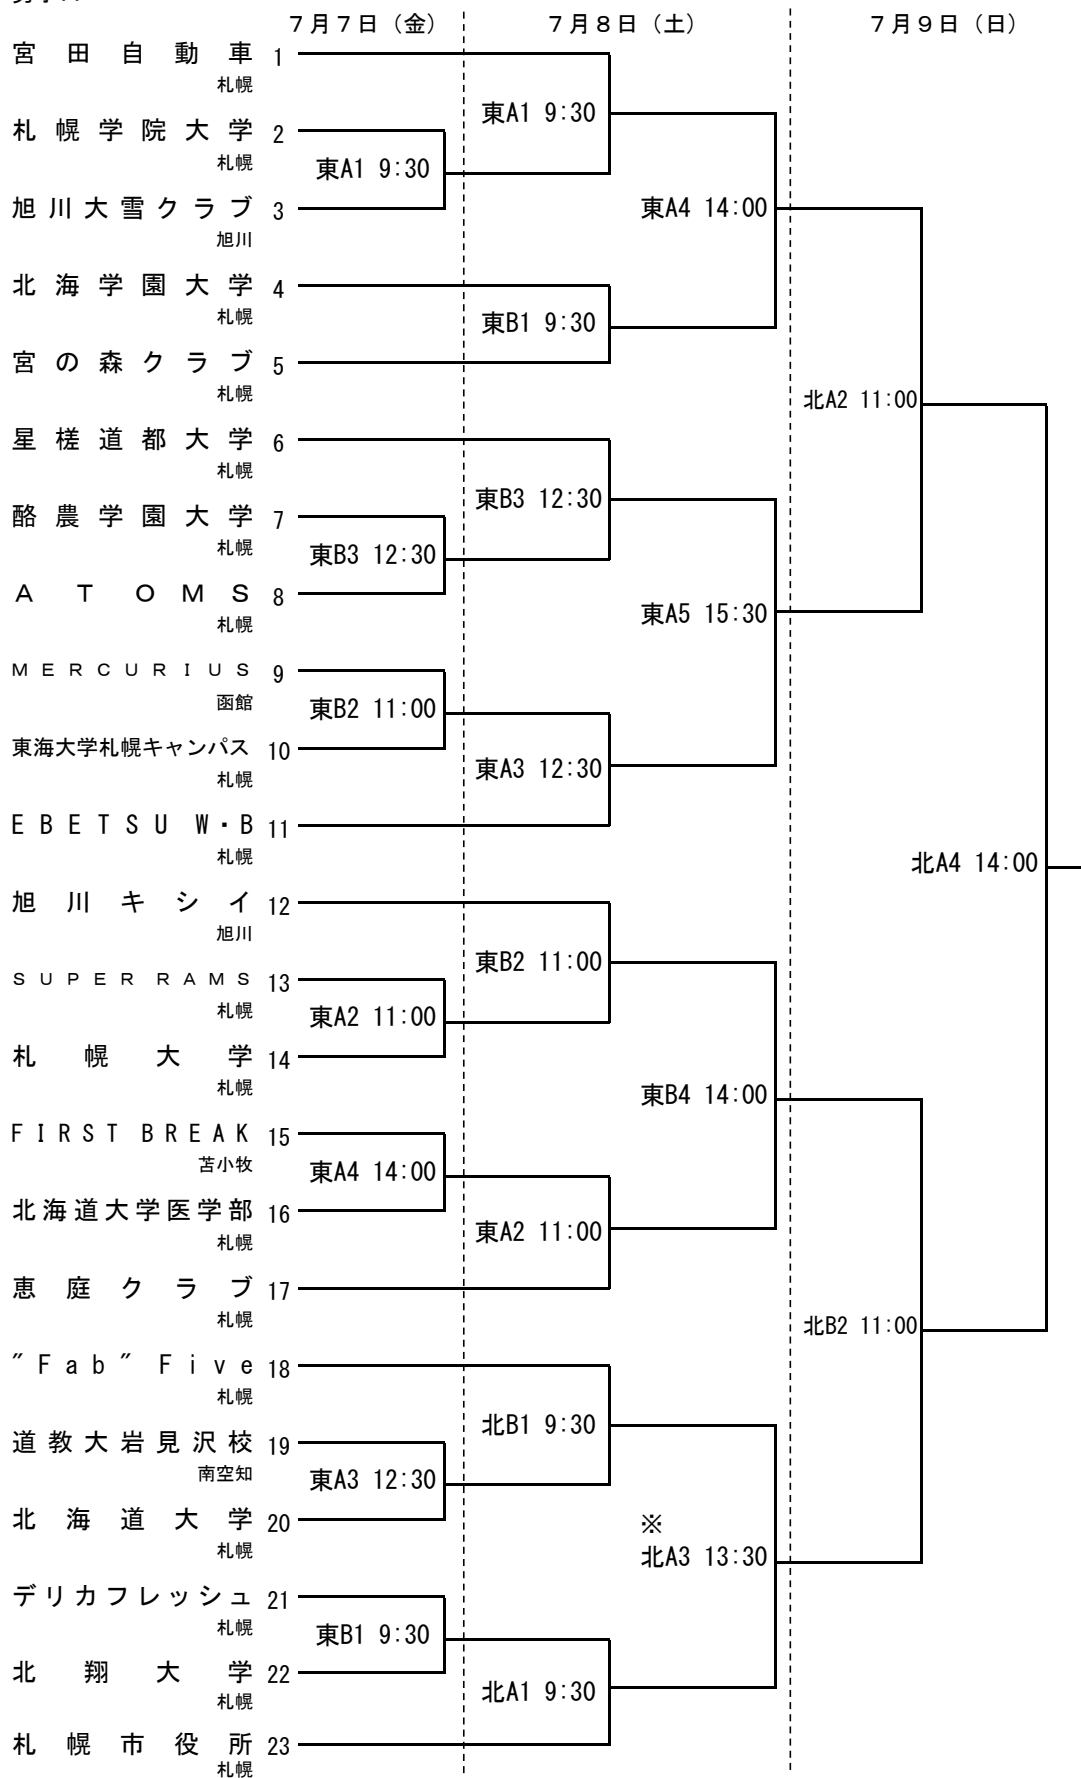 7月7日（金） 7月8日（土） 7月9日（日）
宮田自動車 1
札幌
東A1 9:30
札幌学院大学 2
札幌
東A1 9:30
旭川大雪クラブ 3
旭川
東A4 14:00
北海学園大学 4
札幌
東B1 9:30
宮の森クラブ 5
札幌
北A2 11:00
星槎道都大学 6
札幌
東B3 12:30
酪農学園大学 7
札幌
東B3 12:30
ATOMS 8
札幌
東A5 15:30
MERCURIUS 9
函館
東B2 11:00
東海大学札幌キャンパス 10
札幌
東A3 12:30
EBETSU W・B 11
札幌
北A4 14:00
旭川キシイ 12
旭川
東B2 11:00
SUPER RAMS 13
札幌
東A2 11:00
札幌大学 14
札幌
東B4 14:00
FIRST BREAK 15
苫小牧
東A4 14:00
北海道大学医学部 16
札幌
東A2 11:00
恵庭クラブ 17
札幌
北B2 11:00
"Fab" Five 18
札幌
北B1 9:30
道教大岩見沢校 19
南空知
東A3 12:30
北海道大学 20
札幌
※
北A3 13:30
デリカフレッシュ 21
札幌
東B1 9:30
北翔大学 22
札幌
北A1 9:30
札幌市役所 23
札幌